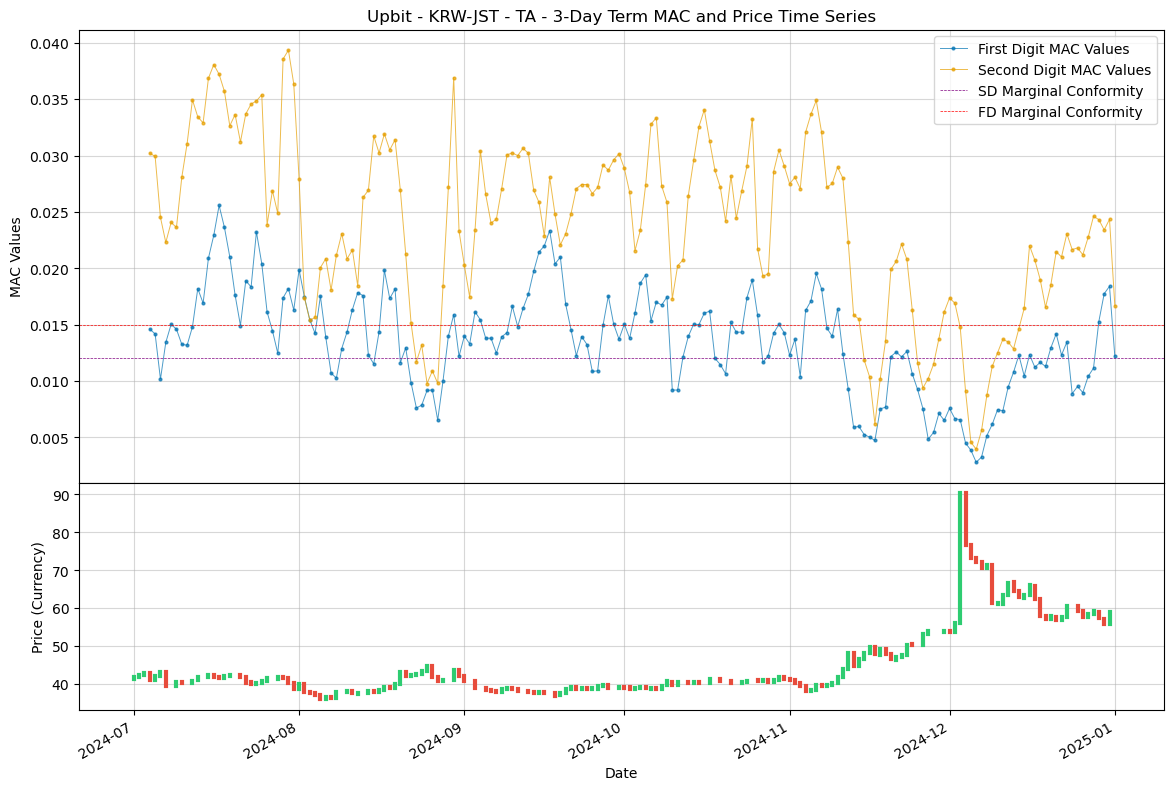 Upbit - KRW-JST - TA - 3-Day Term MAC and Price Time Series
First Digit MAC Values
Second Digit MAC Values
SD Marginal Conformity
FD Marginal Conformity
MAC Values
0.040
0.035
0.030
0.025
0.020
0.015
0.010
0.005
Price (Currency)
90
80
70
60
50
40
2024-07
2024-08
2024-09
2024-10
2024-11
2024-12
2025-01
Date